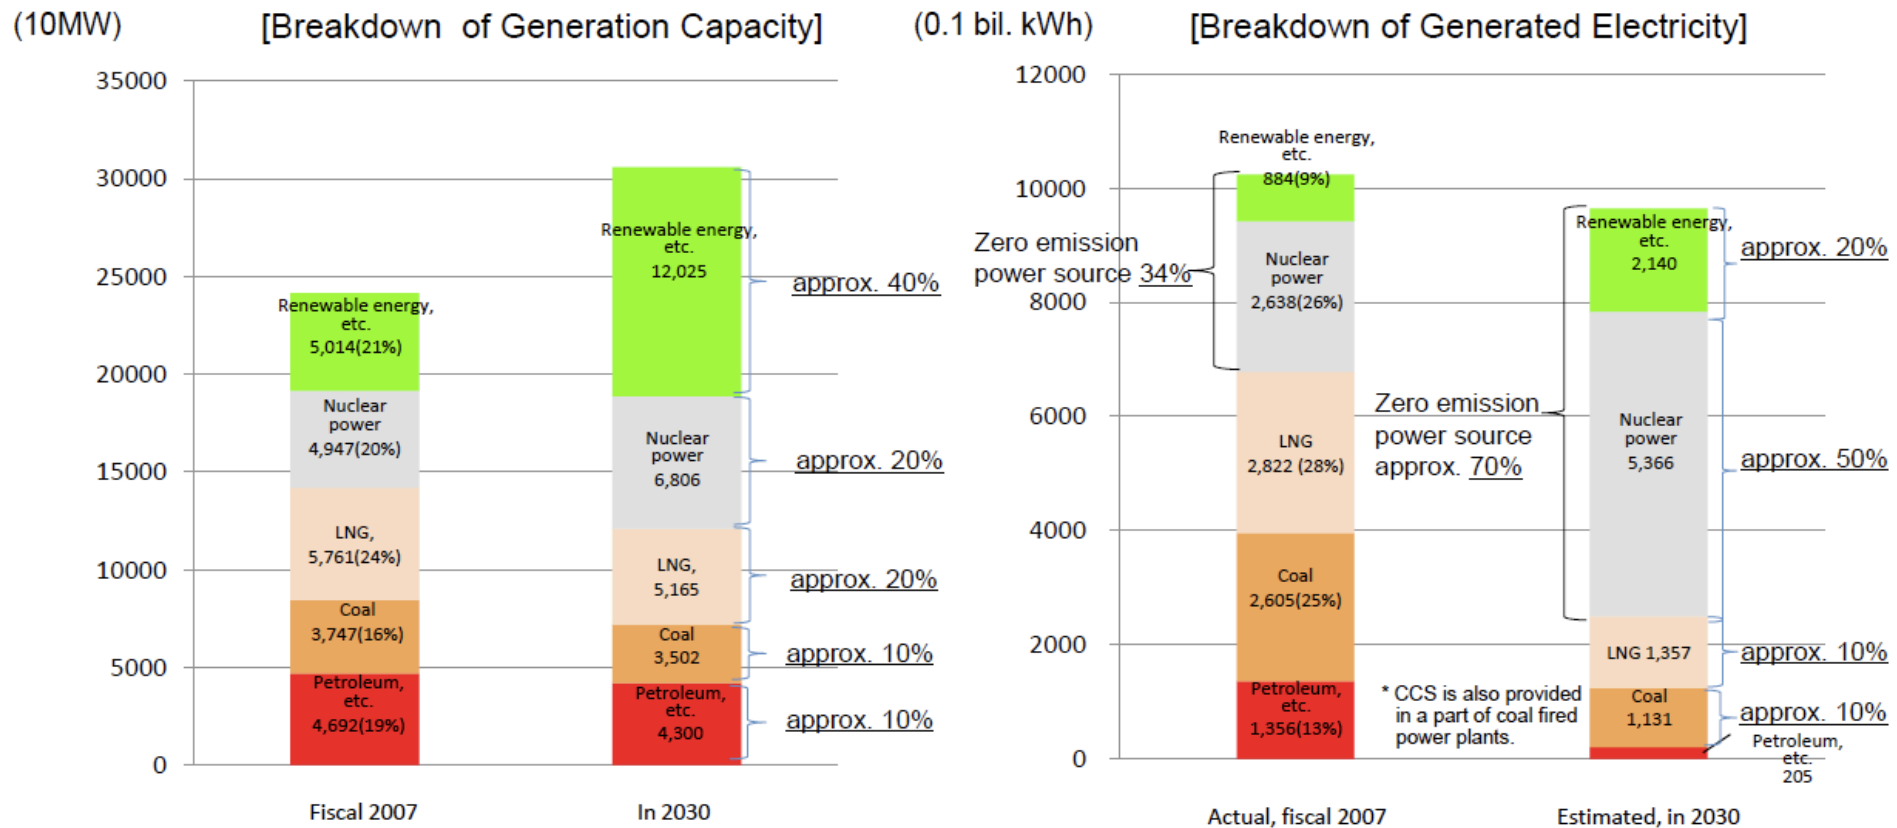 (10MW)
[Breakdown of Generation Capacity]
35000
30000
25000
20000
15000
10000
5000
0
Renewable energy,
etc.
5,014(21%)
Nuclear
power
4,947(20%)
LNG,
5,761(24%)
Coal
3,747(16%)
Petroleum,
etc.
4,692(19%)
Fiscal 2007
Renewable energy,
etc.
12,025
Nuclear
power
6,806
LNG,
5,165
Coal
3,502
Petroleum,
etc.
4,300
In 2030
approx. 40%
approx. 20%
approx. 20%
approx. 10%
approx. 10%
(0.1 bil. kWh)
[Breakdown of Generated Electricity]
12000
10000
8000
6000
4000
2000
0
Zero emission
power source 34%
Renewable energy,
etc.
884(9%)
Nuclear
power
2,638(26%)
LNG
2,822 (28%)
Coal
2,605(25%)
Petroleum,
etc.
1,356(13%)
Actual, fiscal 2007
Zero emission
power source
approx. 70%
* CCS is also provided
in a part of coal fired
power plants.
Renewable energy,
etc.
2,140
Nuclear
power
5,366
LNG 1,357
Coal
1,131
Petroleum,
etc.
205
Estimated, in 2030
approx. 20%
approx. 50%
approx. 10%
approx. 10%